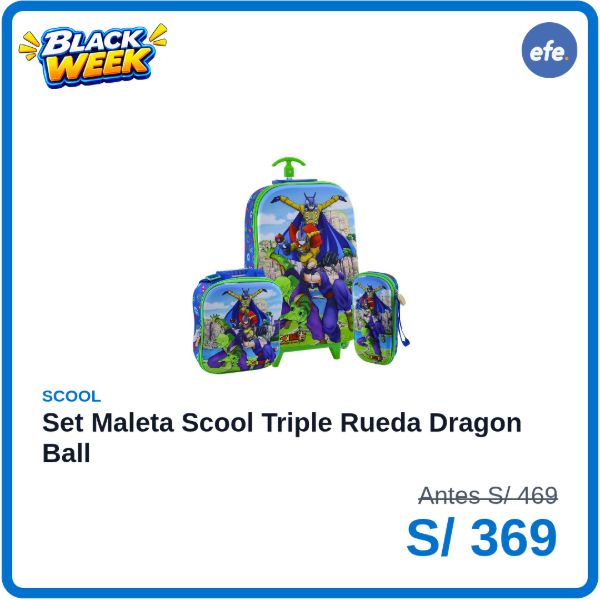 BLACK
WEEK
efe.
SCOOL
Set Maleta Scool Triple Rueda Dragon
Ball
Antes S/ 469
S/ 369